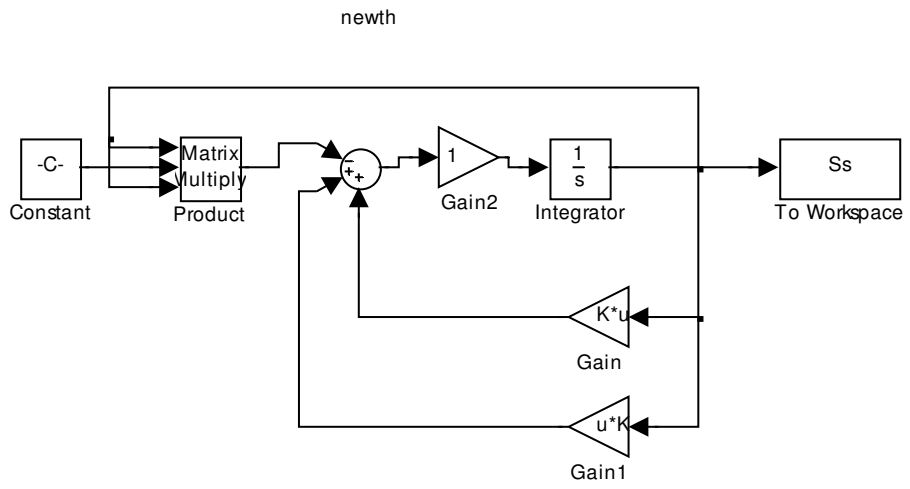 newth
-C-
Constant
Matrix
Multiply
Product
1
Gain2
1
s
Integrator
Ss
To Workspace
K*u
Gain
u*K
Gain1